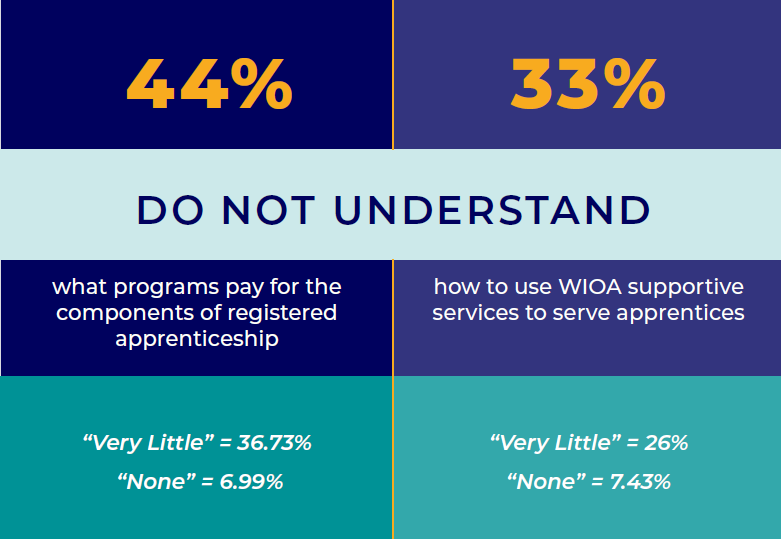 44%
33%
DO NOT UNDERSTAND
what programs pay for the
components of registered
apprenticeship
how to use WIOA supportive
services to serve apprentices
“Very Little” = 36.73%
“None” = 6.99%
“Very Little” = 26%
“None” = 7.43%